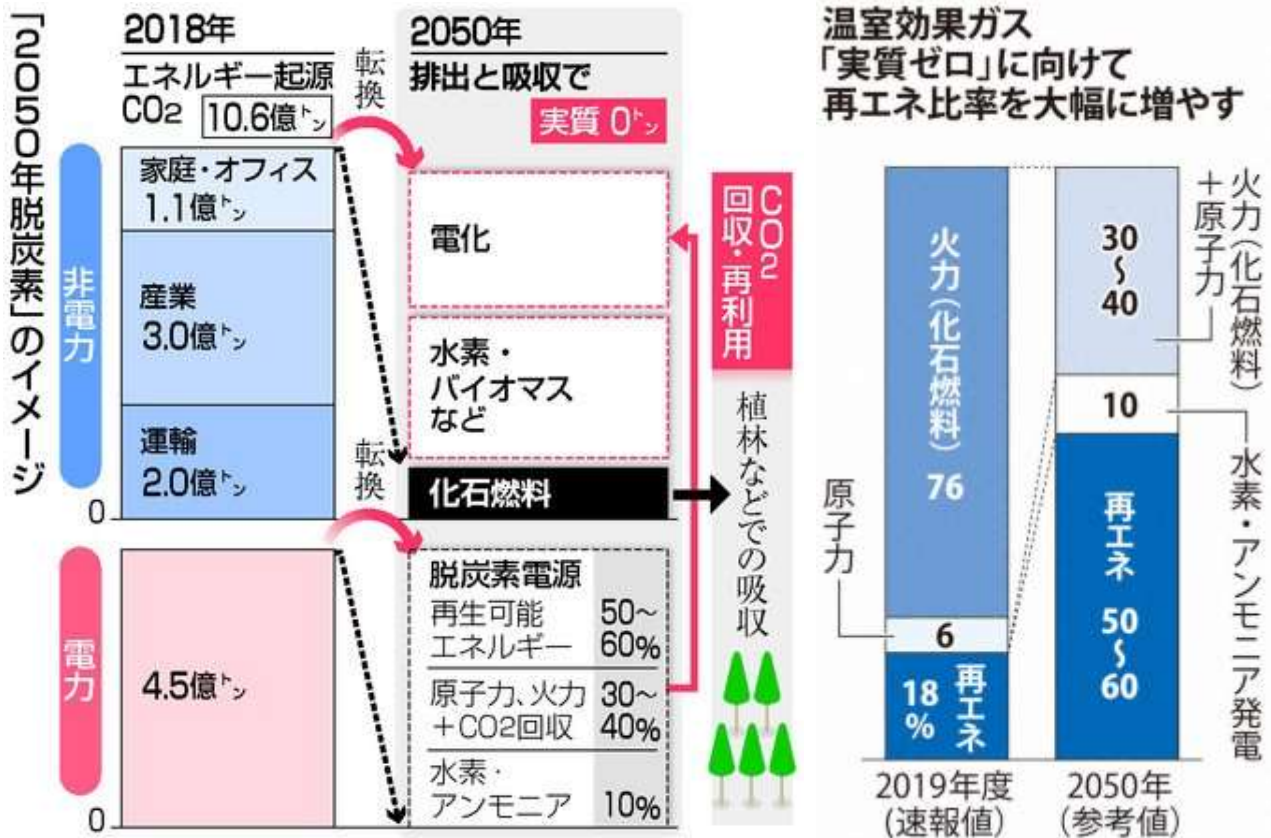 「2050年脱炭素」のイメージ
2018年
エネルギー起源
CO2 10.6億トン
転換
2050年
排出と吸収で
実質 0トン
非電力
家庭・オフィス
1.1億トン
産業
3.0億トン
運輸
2.0億トン
0
電化
水素・
バイオマス
など
転換
化石燃料
電力
4.5億トン
0
脱炭素電源
再生可能
エネルギー
50〜
60%
原子力、火力
+CO2回収
30〜
40%
水素・
アンモニア
10%
CO2
回収・再利用
植林などでの吸収
温室効果ガス
「実質ゼロ」に向けて
再エネ比率を大幅に増やす
火力(化石燃料) 76
原子力
6
再エネ
18
%
2019年度
(速報値)
火力(化石燃料)
+原子力
30〜40
10
水素・アンモニア発電
再エネ 50〜60
2050年
(参考値)